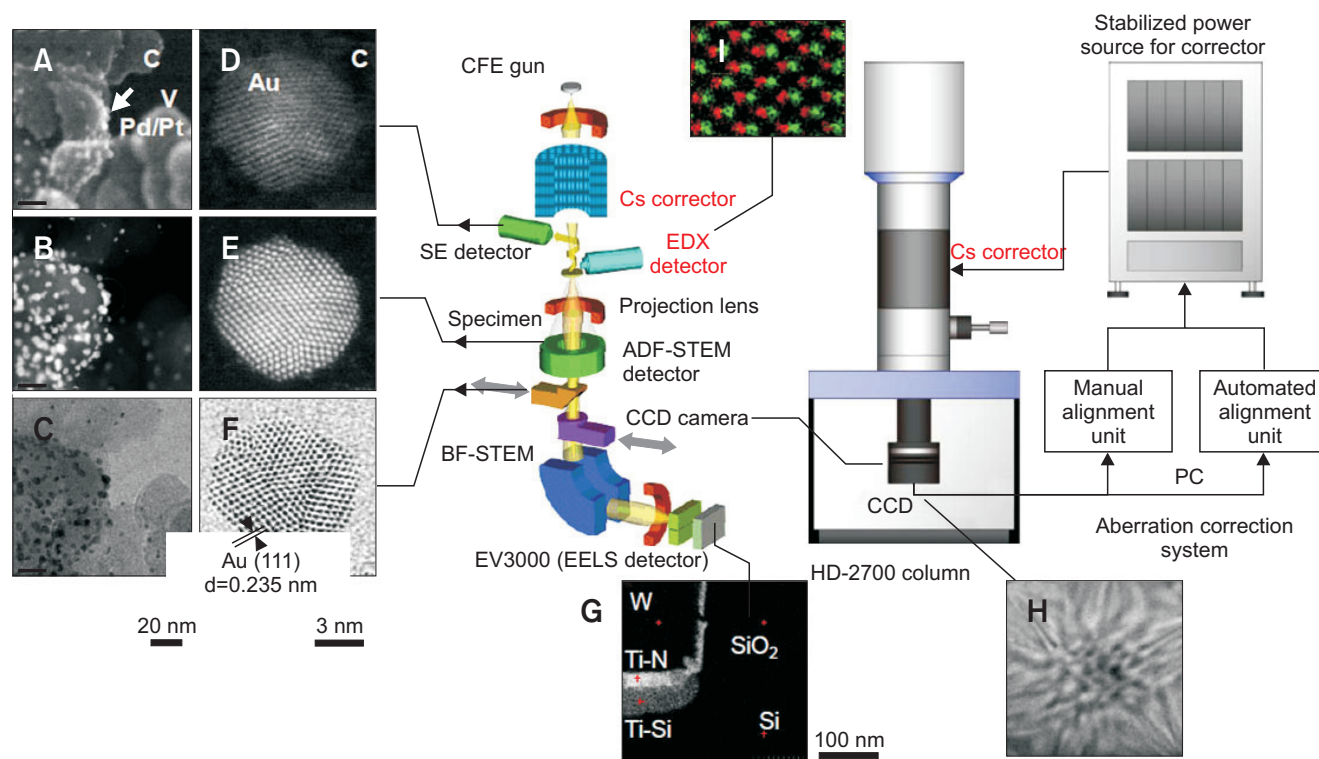 A
C
V
Pd/Pt
D
C
Au
B
E
C
F
Au (111)
d=0.235 nm
20 nm
3 nm
CFE gun
Cs corrector
SE detector
EDX
detector
Specimen
Projection lens
ADF-STEM
detector
CCD camera
BF-STEM
EV3000 (EELS detector)
I
G
W
Ti-N
Ti-Si
SiO₂
Si
100 nm
Stabilized power
source for corrector
Cs corrector
Manual
alignment
unit
Automated
alignment
unit
PC
CCD
Aberration correction
system
HD-2700 column
H